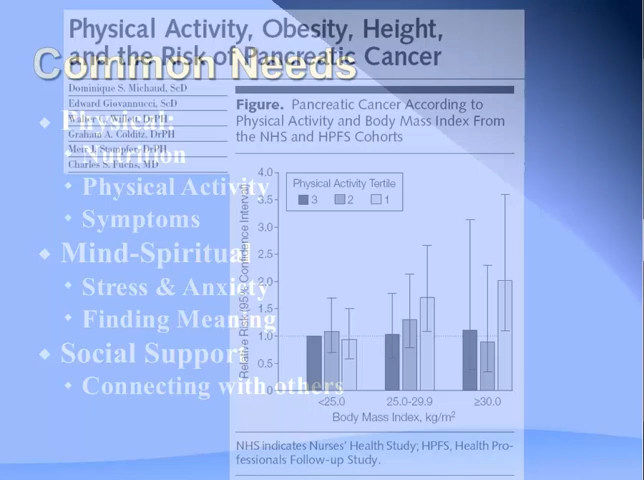 Physical Activity, Obesity, Height,
and the Risk of Pancreatic Cancer
Common Needs
Dominique S. Michaud, ScD
Edward Giovannucci, ScD
Walter C. Willett, DrPH
Graham A. Colditz, DrPH
Meir J. Stampfer, DrPH
Charles S. Fuchs, MD
Physical:
Nutrition
Physical Activity
Symptoms
Mind-Spiritual
Stress & Anxiety
Finding Meaning
Social Support
Connecting with others
Figure. Pancreatic Cancer According to
Physical Activity and Body Mass Index From
the NHS and HPFS Cohorts
Physical Activity Tertile
3 2 1
Relative Risk (95% Confidence Interval)
4.0
3.5
3.0
2.5
2.0
1.5
1.0
0.5
0
<25.0 25.0-29.9 ≥30.0
Body Mass Index, kg/m²
NHS indicates Nurses' Health Study; HPFS, Health Pro-
fessionals Follow-up Study.